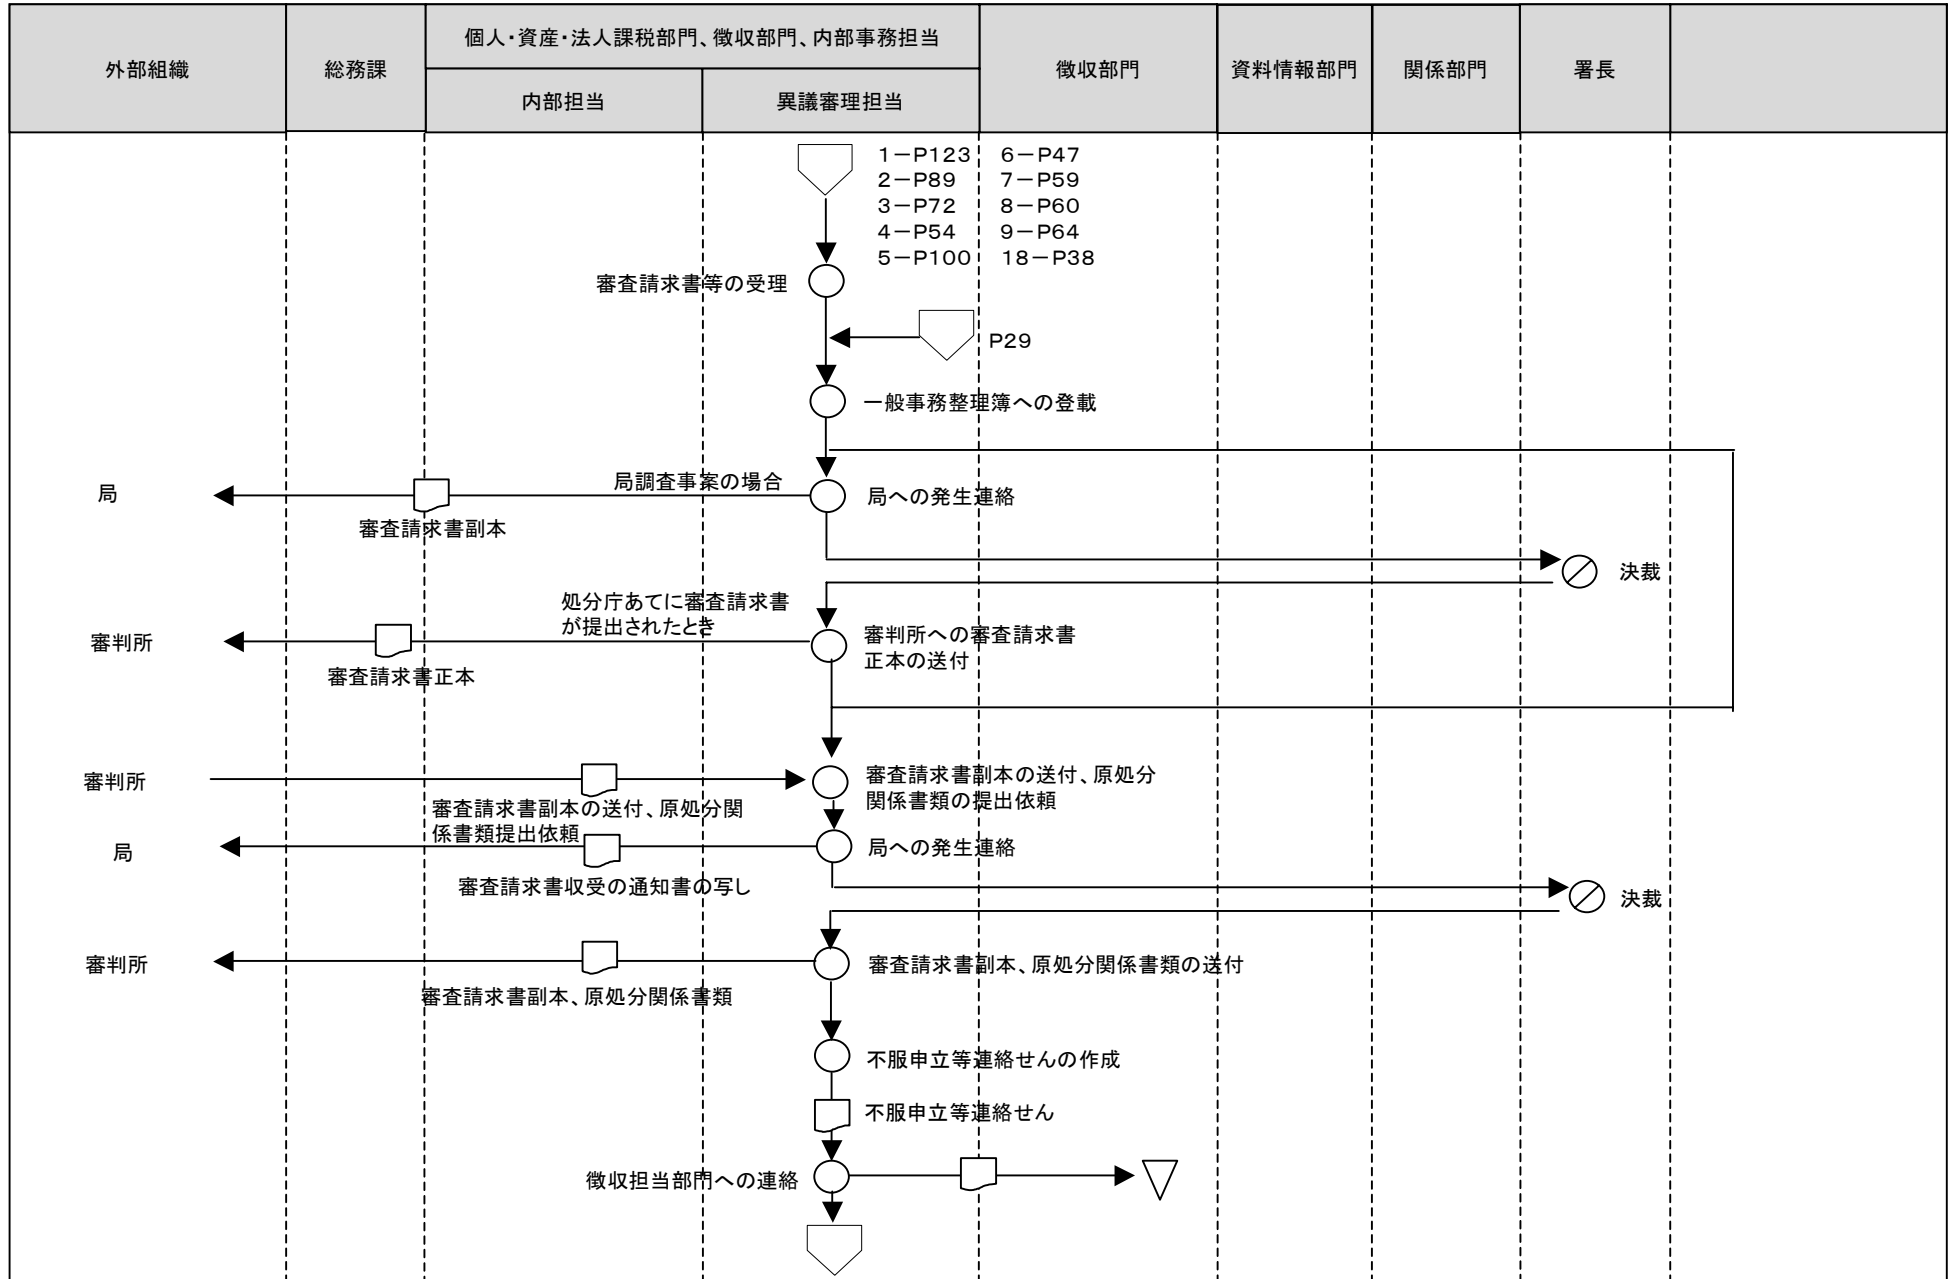 外部組織
総務課
個人・資産・法人課税部門、徴収部門、内部事務担当
内部担当
異議審理担当
徴収部門
資料情報部門
関係部門
署長
1－P123
6－P47
2－P89
7－P59
3－P72
8－P60
4－P54
9－P64
5－P100
18－P38
審査請求書等の受理
P29
一般事務整理簿への登載
局
局調査事案の場合
局への発生連絡
審査請求書副本
決裁
処分庁あてに審査請求書
が提出されたとき
審判所
審判所への審査請求書
正本の送付
審査請求書正本
審判所
審査請求書副本の送付、原処分
関係書類の提出依頼
審査請求書副本の送付、原処分関
係書類提出依頼
局
局への発生連絡
審査請求書収受の通知書の写し
決裁
審判所
審査請求書副本、原処分関係書類の送付
審査請求書副本、原処分関係書類
不服申立等連絡せんの作成
不服申立等連絡せん
徴収担当部門への連絡